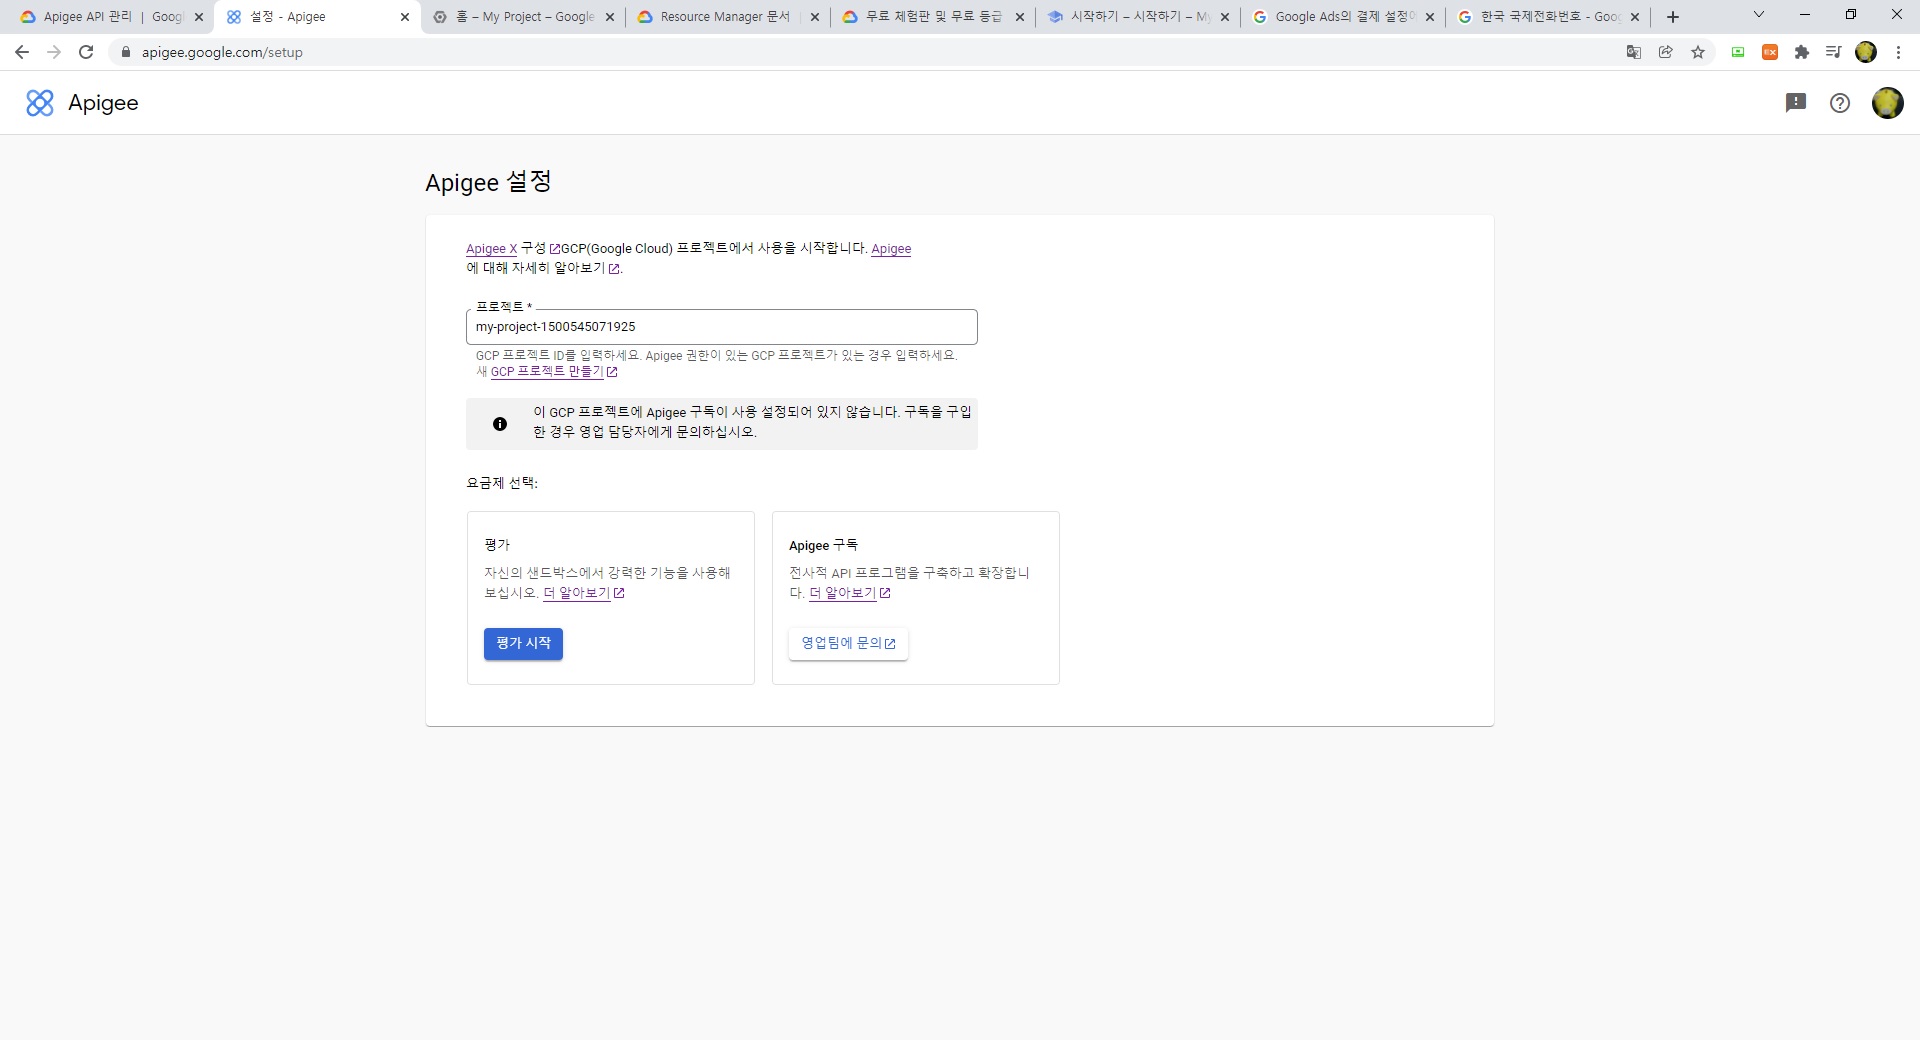 Apigee API 관리 | Googl
설정 - Apigee
홈 – My Project – Google
Resource Manager 문서
무료 체험판 및 무료 등급
시작하기 – 시작하기 – My
Google Ads의 결제 설정에
한국 국제전화번호 - Goog
apigee.google.com/setup
EX
Apigee
Apigee 설정
Apigee X 구성 GCP(Google Cloud) 프로젝트에서 사용을 시작합니다. Apigee
에 대해 자세히 알아보기.
프로젝트 *
my-project-1500545071925
GCP 프로젝트 ID를 입력하세요. Apigee 권한이 있는 GCP 프로젝트가 있는 경우 입력하세요.
새 GCP 프로젝트 만들기
이 GCP 프로젝트에 Apigee 구독이 사용 설정되어 있지 않습니다. 구독을 구입
한 경우 영업 담당자에게 문의하십시오.
요금제 선택:
평가
자신의 샌드박스에서 강력한 기능을 사용해
보십시오. 더 알아보기
평가 시작
Apigee 구독
전사적 API 프로그램을 구축하고 확장합니
다. 더 알아보기
영업팀에 문의